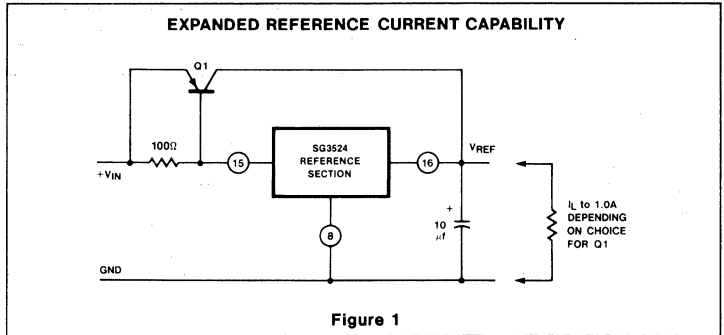 EXPANDED REFERENCE CURRENT CAPABILITY
Q1
100Ω
+VIN
15
SG3524
REFERENCE
SECTION
16
VREF
8
+
10
μf
IL to 1.0A
DEPENDING
ON CHOICE
FOR Q1
GND
Figure 1